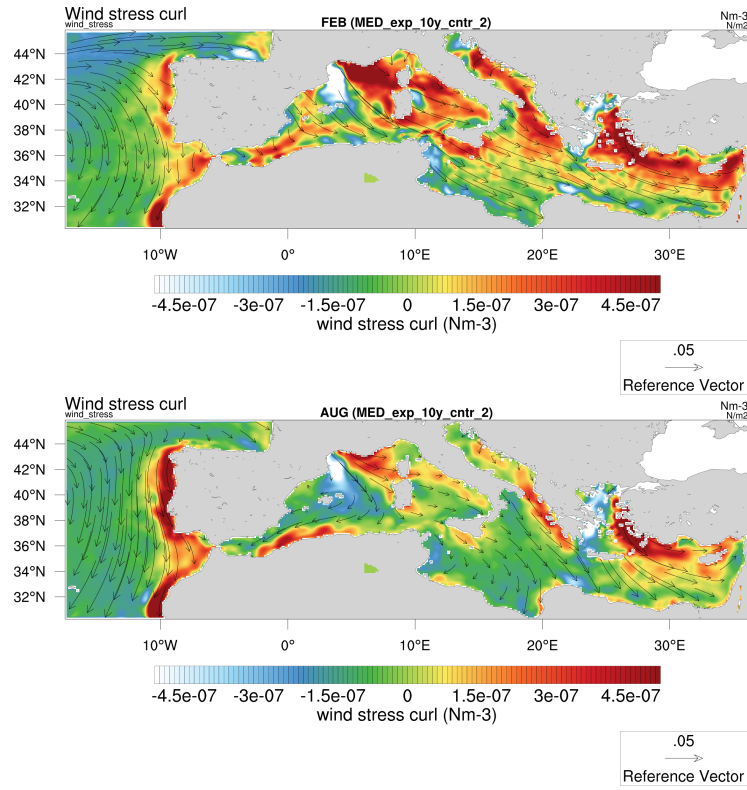 Wind stress curl
wind_stress
FEB (MED_exp_10y_cntr_2)
Nm-3
N/m2
44°N
42°N
40°N
38°N
36°N
34°N
32°N
10°W 0° 10°E 20°E 30°E
-4.5e-07 -3e-07 -1.5e-07 0 1.5e-07 3e-07 4.5e-07
wind stress curl (Nm-3)
.05
Reference Vector
Wind stress curl
wind_stress
AUG (MED_exp_10y_cntr_2)
Nm-3
N/m2
44°N
42°N
40°N
38°N
36°N
34°N
32°N
10°W 0° 10°E 20°E 30°E
-4.5e-07 -3e-07 -1.5e-07 0 1.5e-07 3e-07 4.5e-07
wind stress curl (Nm-3)
.05
Reference Vector